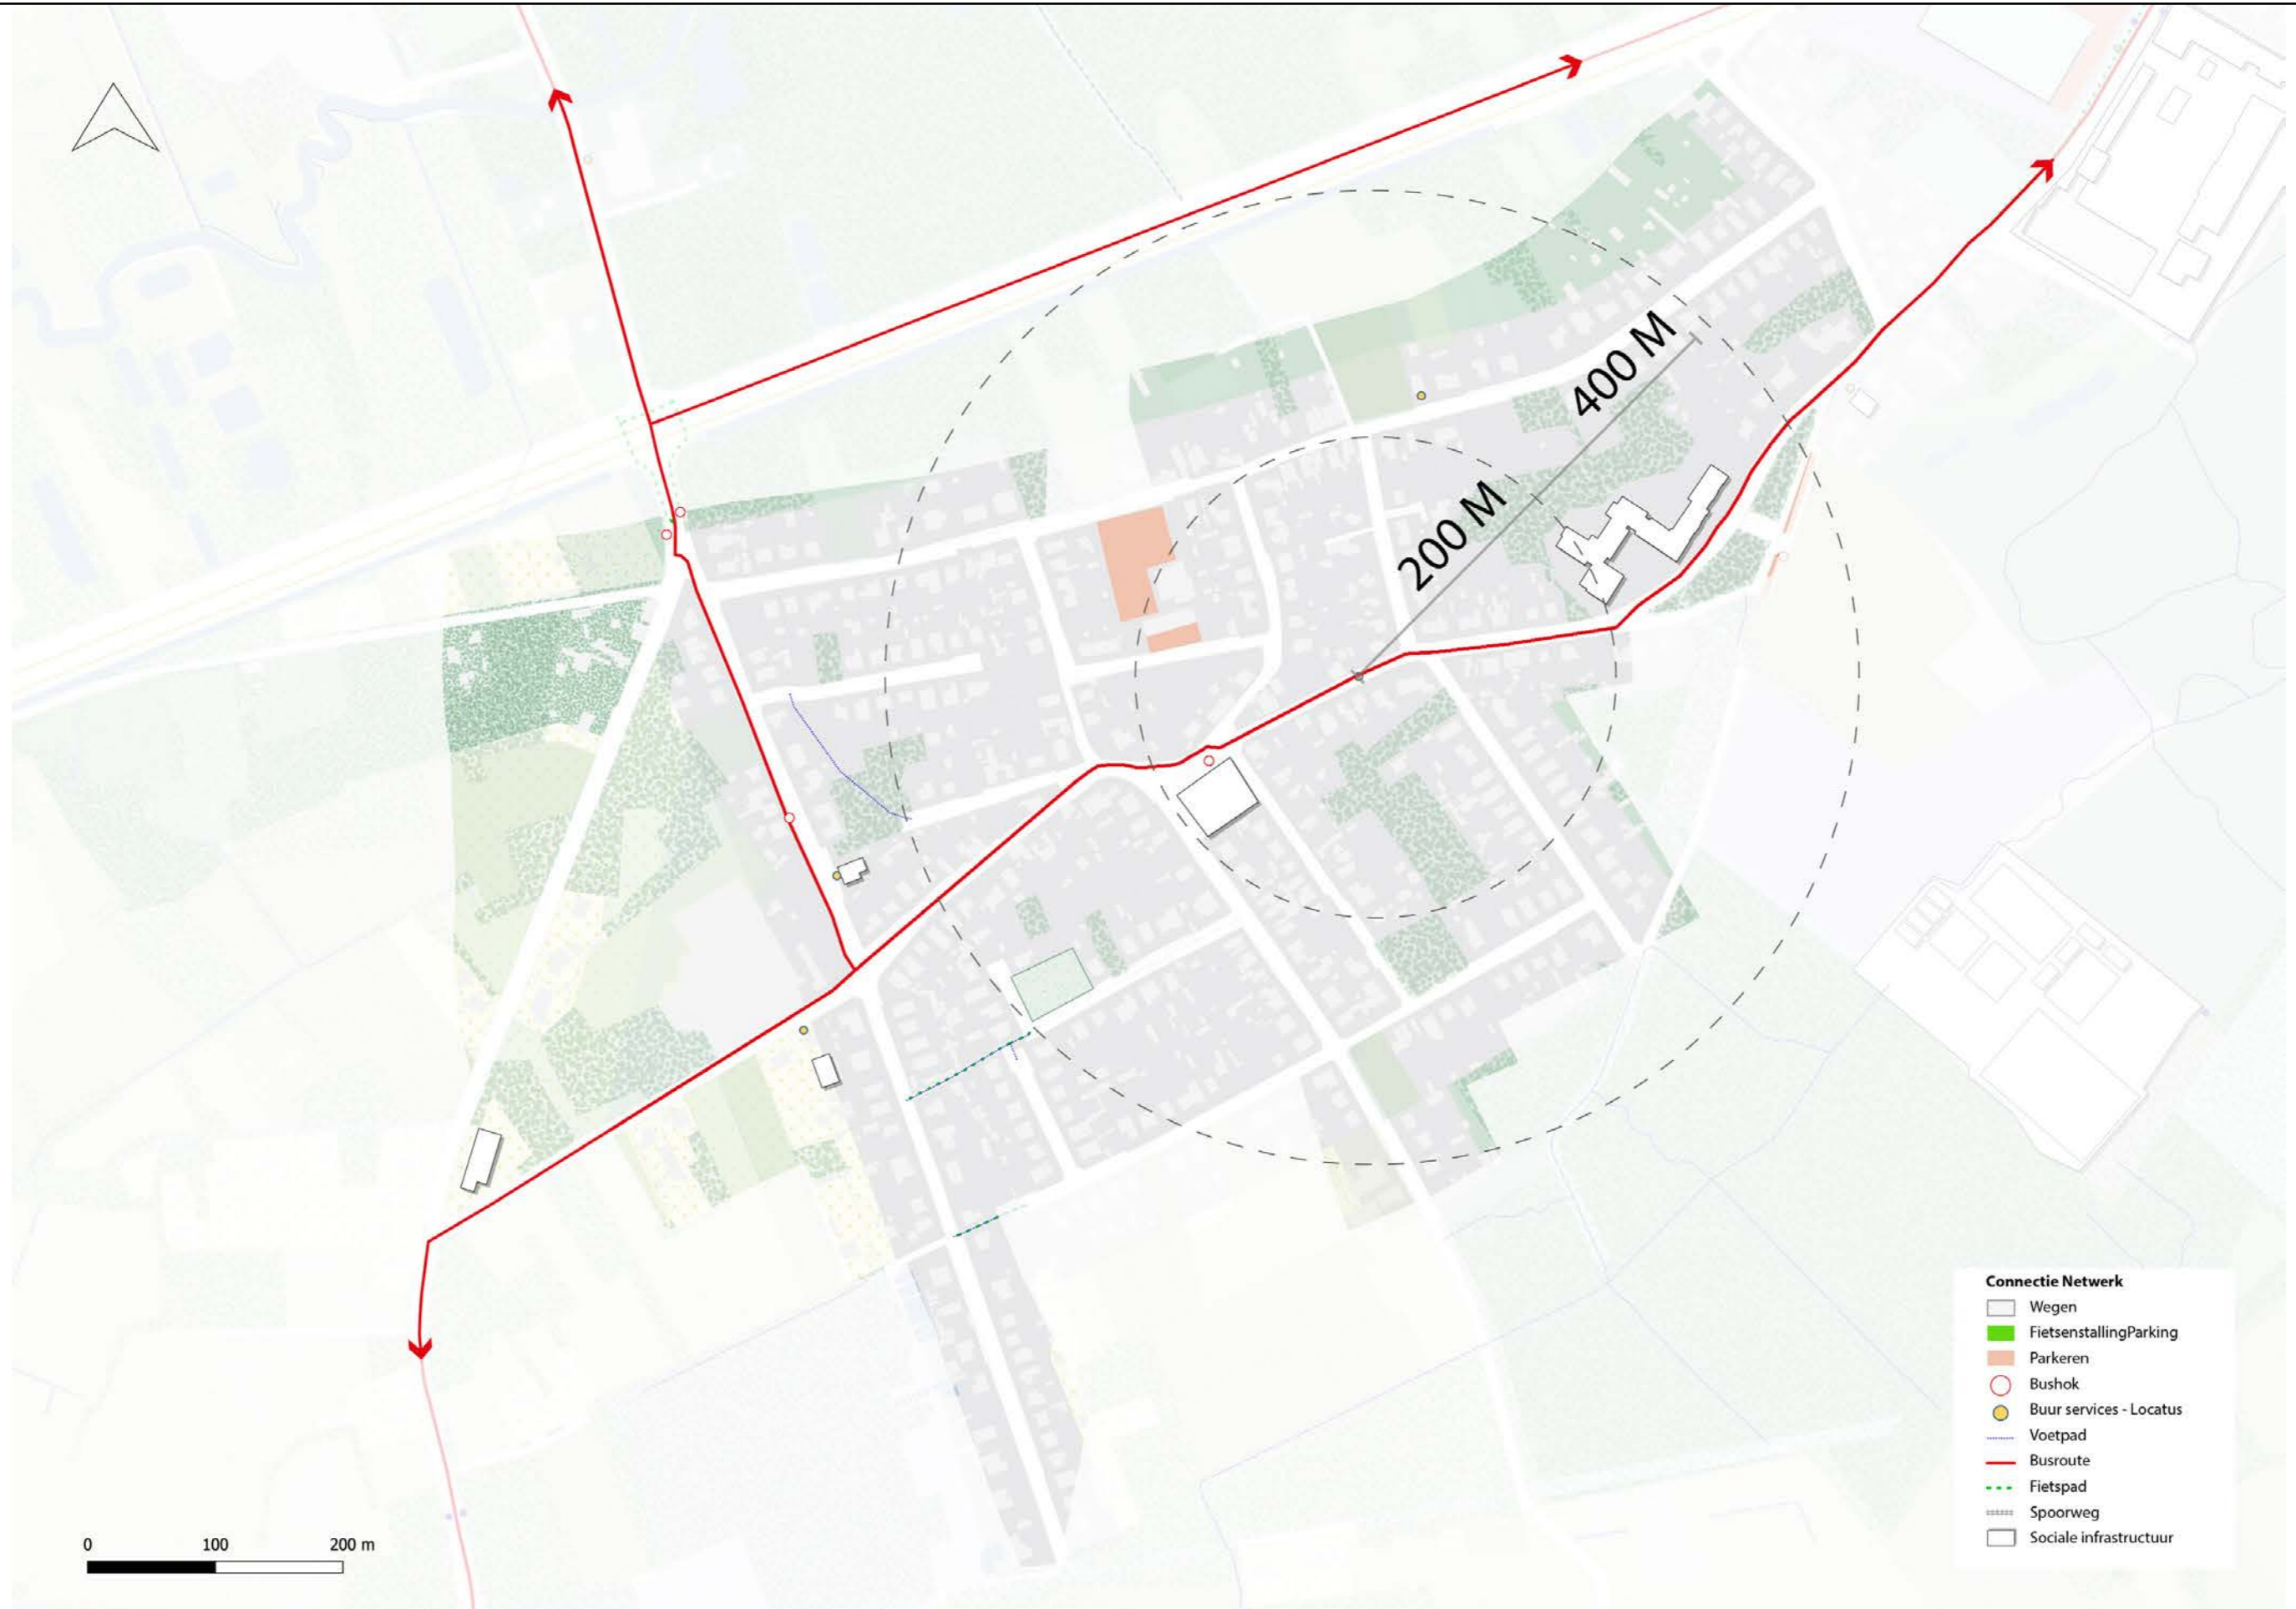 400 M
200 M
Connectie Netwerk
Wegen
FietsenstallingParking
Parkeren
Bushok
Buur services - Locatus
Voetpad
Busroute
Fietspad
Spoorweg
Sociale infrastructuur
0 100 200 m